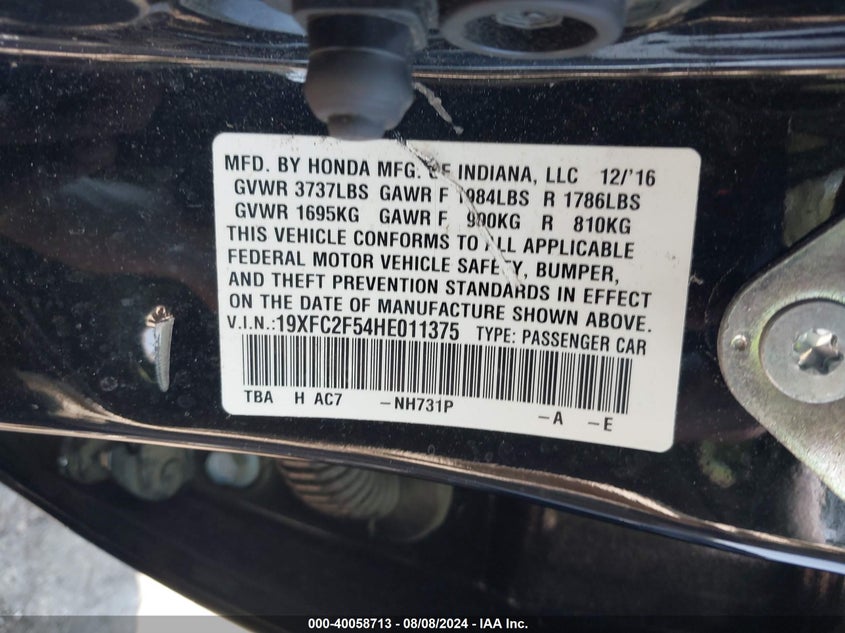 MFD. BY HONDA MFG. OF INDIANA, LLC 12/'16
GVWR 3737LBS GAWR F 1984LBS R 1786LBS
GVWR 1695KG GAWR F 900KG R 810KG
THIS VEHICLE CONFORMS TO ALL APPLICABLE
FEDERAL MOTOR VEHICLE SAFETY, BUMPER,
AND THEFT PREVENTION STANDARDS IN EFFECT
ON THE DATE OF MANUFACTURE SHOWN ABOVE.
V.I.N.:19XFC2F54HE011375 TYPE: PASSENGER CAR
TBA H AC7 –NH731P –A –E
000-40058713 - 08/08/2024 - IAA Inc.